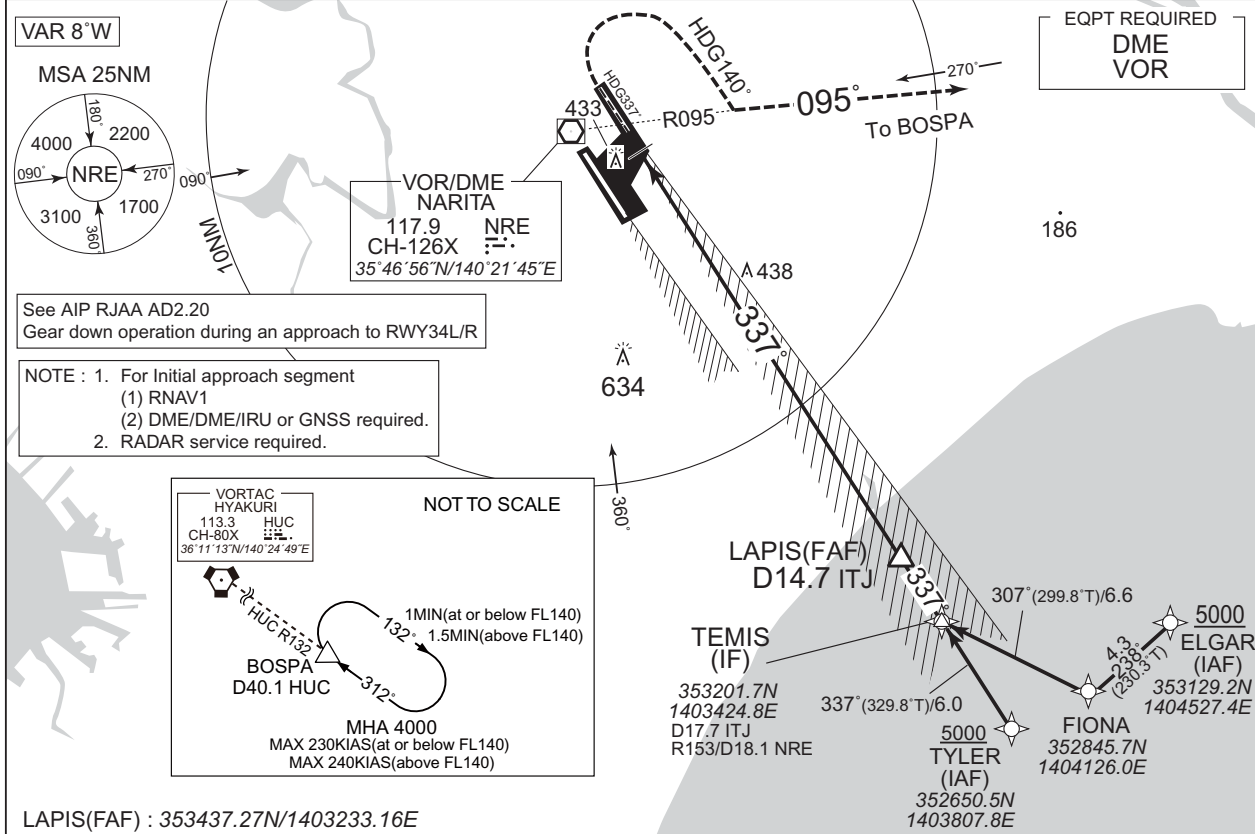 VAR 8˚W
MSA 25NM
180˚
4000
2200
090˚
NRE
270˚
3100
1700
360˚
090˚
10NM
HDG140˚
HDG337˚
433
R095
095˚
To BOSPA
270˚
EQPT REQUIRED
DME
VOR
VOR/DME
NARITA
117.9 NRE
CH-126X
35˚46´56˝N/140˚21´45˝E
186
438
337˚
634
360˚
See AIP RJAA AD2.20
Gear down operation during an approach to RWY34L/R
NOTE : 1. For Initial approach segment
(1) RNAV1
(2) DME/DME/IRU or GNSS required.
2. RADAR service required.
NOT TO SCALE
VORTAC
HYAKURI
113.3 HUC
CH-80X
36˚11´13˝N/140˚24´49˝E
HUC R132
132˚
1MIN(at or below FL140)
1.5MIN(above FL140)
BOSPA
D40.1 HUC
312˚
MHA 4000
MAX 230KIAS(at or below FL140)
MAX 240KIAS(above FL140)
LAPIS(FAF)
D14.7 ITJ
337˚
307˚(299.8˚T)/6.6
TEMIS
(IF)
353201.7N
1403424.8E
D17.7 ITJ
R153/D18.1 NRE
337˚(329.8˚T)/6.0
4.3
238˚
(230.3˚T)
5000
ELGAR
(IAF)
353129.2N
1404527.4E
FIONA
352845.7N
1404126.0E
5000
TYLER
(IAF)
352650.5N
1403807.8E
LAPIS(FAF) : 353437.27N/1403233.16E